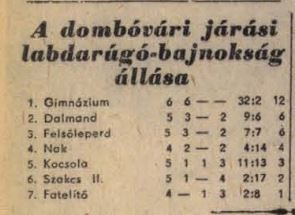 A dombóvári járási
labdarúgó-bajnokság
állása
1. Gimnázium 6 6 — — 32:2 12
2. Dalmand 5 3 — 2 9:6 6
3. Felsőleperd 5 3 — 2 7:7 6
4. Nak 4 2 — 2 4:14 4
5. Kocsola 5 1 1 3 11:13 3
6. Szakcs II. 5 1 — 4 2:17 2
7. Fatelítő 4 — 1 3 2:8 1